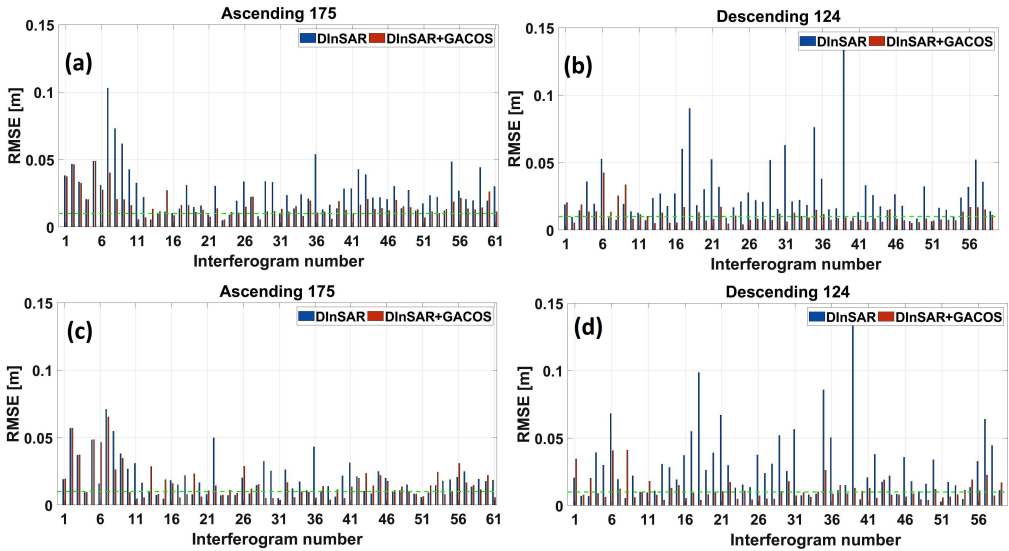 Ascending 175
(a)
DInSAR DInSAR+GACOS
RMSE [m]
0.15
0.1
0.05
0
1 6 11 16 21 26 31 36 41 46 51 56 61
Interferogram number
Descending 124
(b)
DInSAR DInSAR+GACOS
RMSE [m]
0.15
0.1
0.05
0
1 6 11 16 21 26 31 36 41 46 51 56
Interferogram number
Ascending 175
(c)
DInSAR DInSAR+GACOS
RMSE [m]
0.15
0.1
0.05
0
1 6 11 16 21 26 31 36 41 46 51 56 61
Interferogram number
Descending 124
(d)
DInSAR DInSAR+GACOS
RMSE [m]
0.15
0.1
0.05
0
1 6 11 16 21 26 31 36 41 46 51 56
Interferogram number